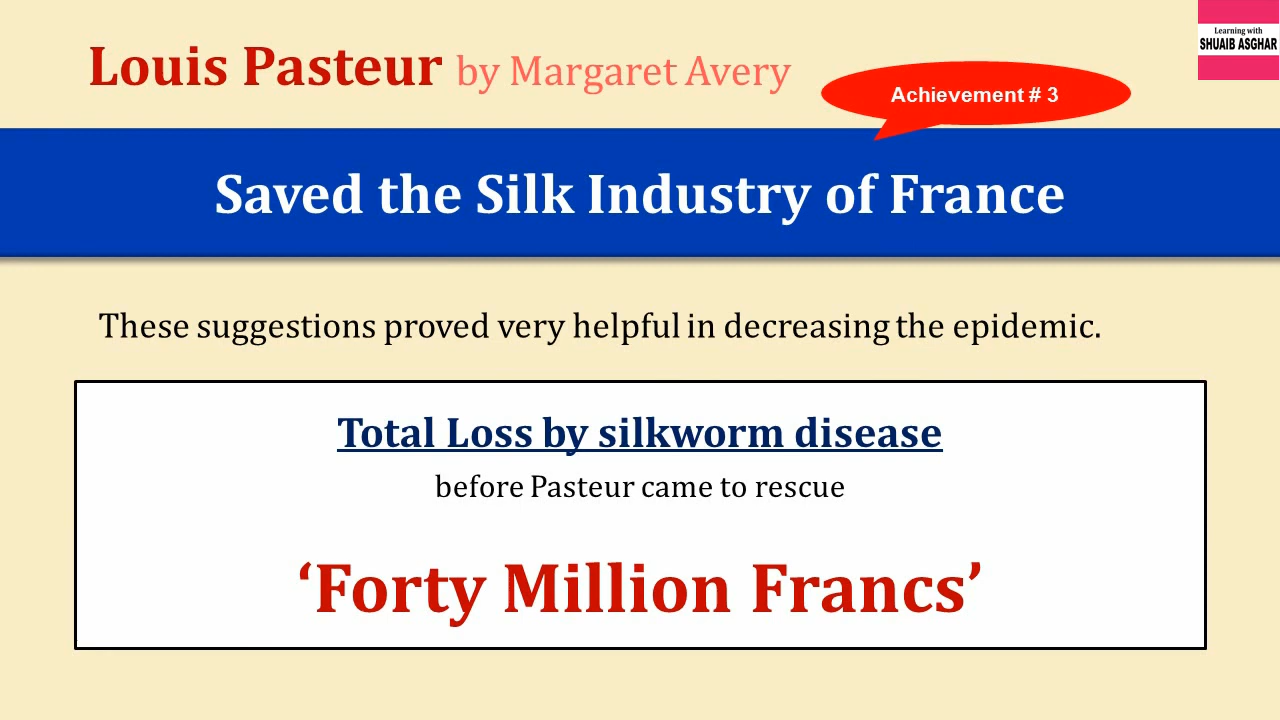 Louis Pasteur by Margaret Avery
Learning with
SHUAIB ASGHAR
Achievement # 3
Saved the Silk Industry of France
These suggestions proved very helpful in decreasing the epidemic.
Total Loss by silkworm disease
before Pasteur came to rescue
‘Forty Million Francs’